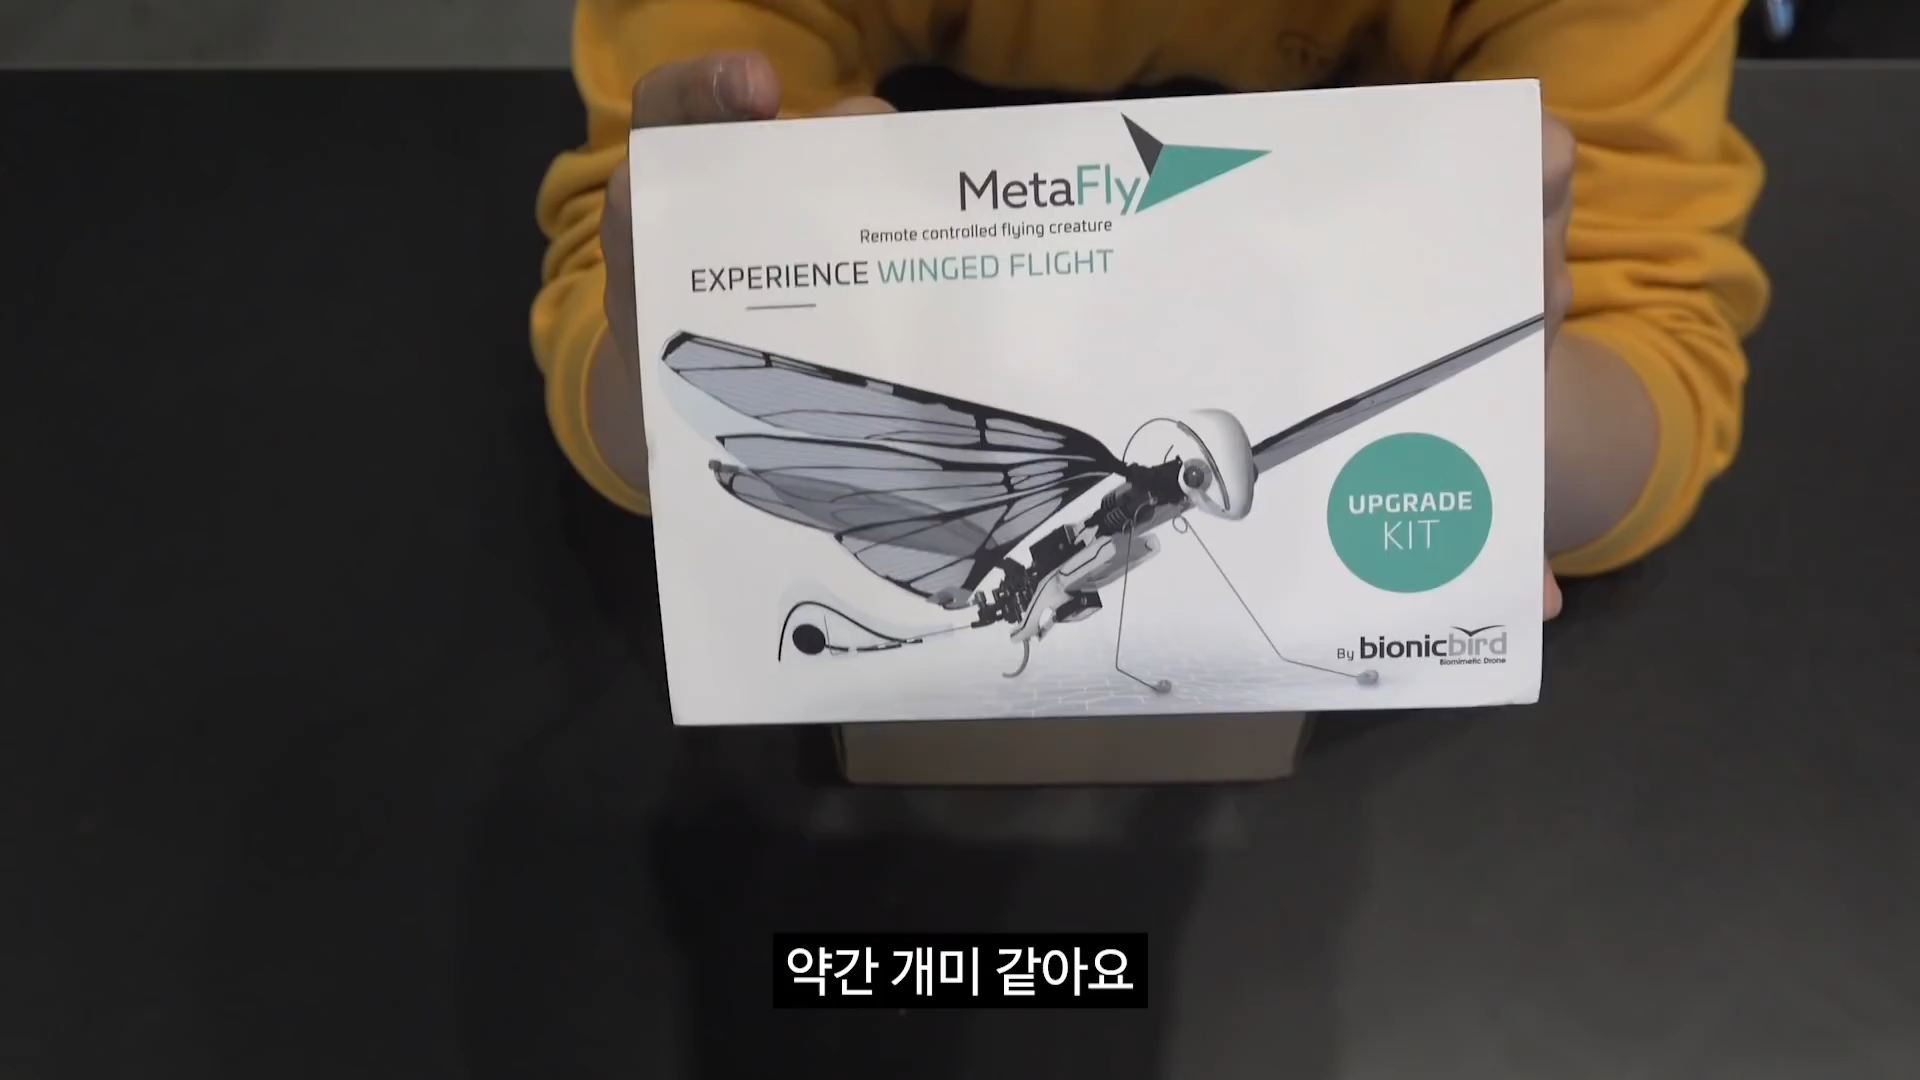 MetaFly
Remote controlled flying creature
EXPERIENCE WINGED FLIGHT
UPGRADE
KIT
By bionicbird
Biomimetic Drone
약간 개미 같아요